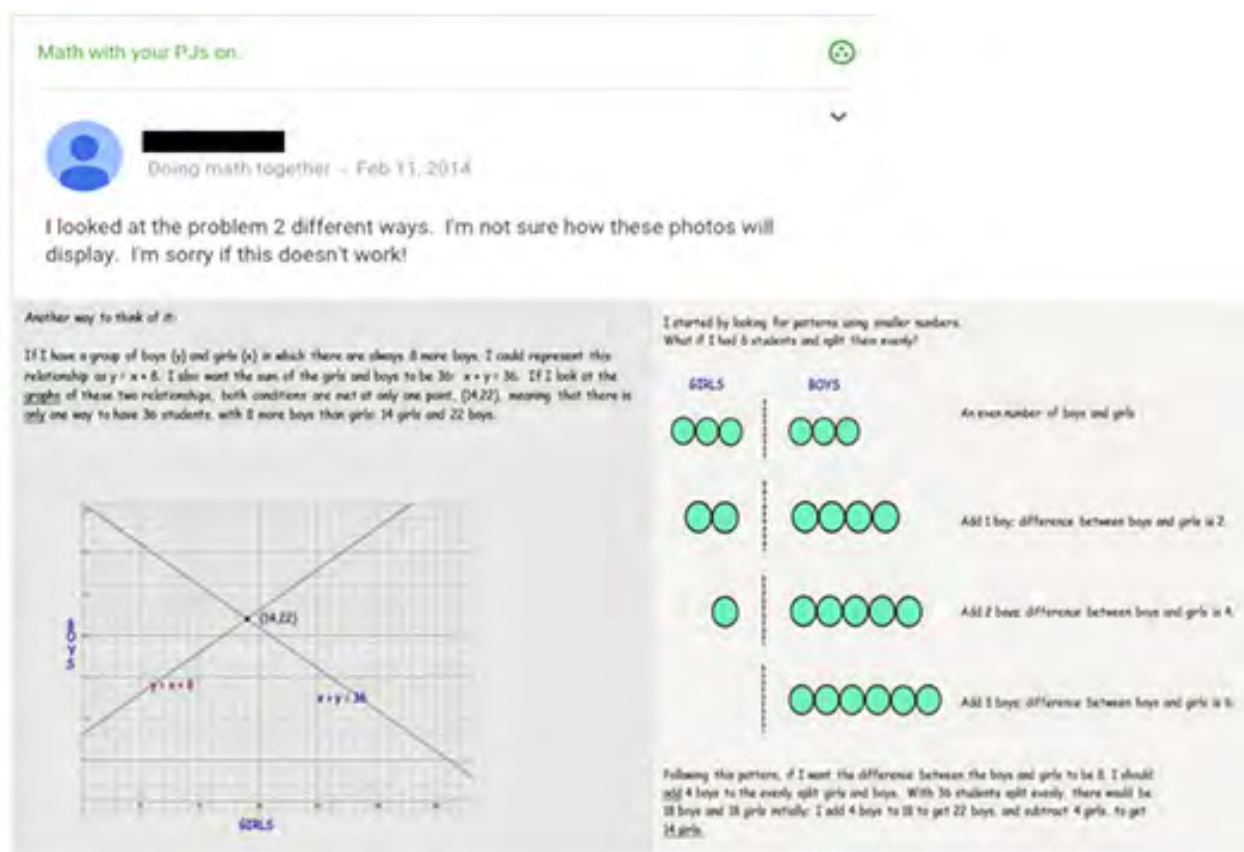 Math with your PJs on.
Doing math together - Feb 11, 2014
I looked at the problem 2 different ways. I'm not sure how these photos will
display. I'm sorry if this doesn't work!
Another way to think of it:
If I have a group of boys (y) and girls (x) in which there are always 8 more boys, I could represent this
relationship as y = x + 8. I also want the sum of the girls and boys to be 36: x + y = 36. If I look at the
graphs of these two relationships, both conditions are met at only one point, (14,22), meaning that there is
only one way to have 36 students, with 8 more boys than girls: 14 girls and 22 boys.
BOYS
(14,22)
y = x + 8
x + y = 36
GIRLS
I started by looking for patterns using smaller numbers.
What if I had 6 students and split them evenly?
GIRLS BOYS
An even number of boys and girls
Add 1 boy: difference between boys and girls is 2.
Add 2 boys: difference between boys and girls is 4.
Add 3 boys: difference between boys and girls is 6.
Following this pattern, if I want the difference between the boys and girls to be 8, I should
add 4 boys to the evenly split girls and boys. With 36 students split evenly, there would be
18 boys and 18 girls initially: I add 4 boys to 18 to get 22 boys, and subtract 4 girls, to get
14 girls.